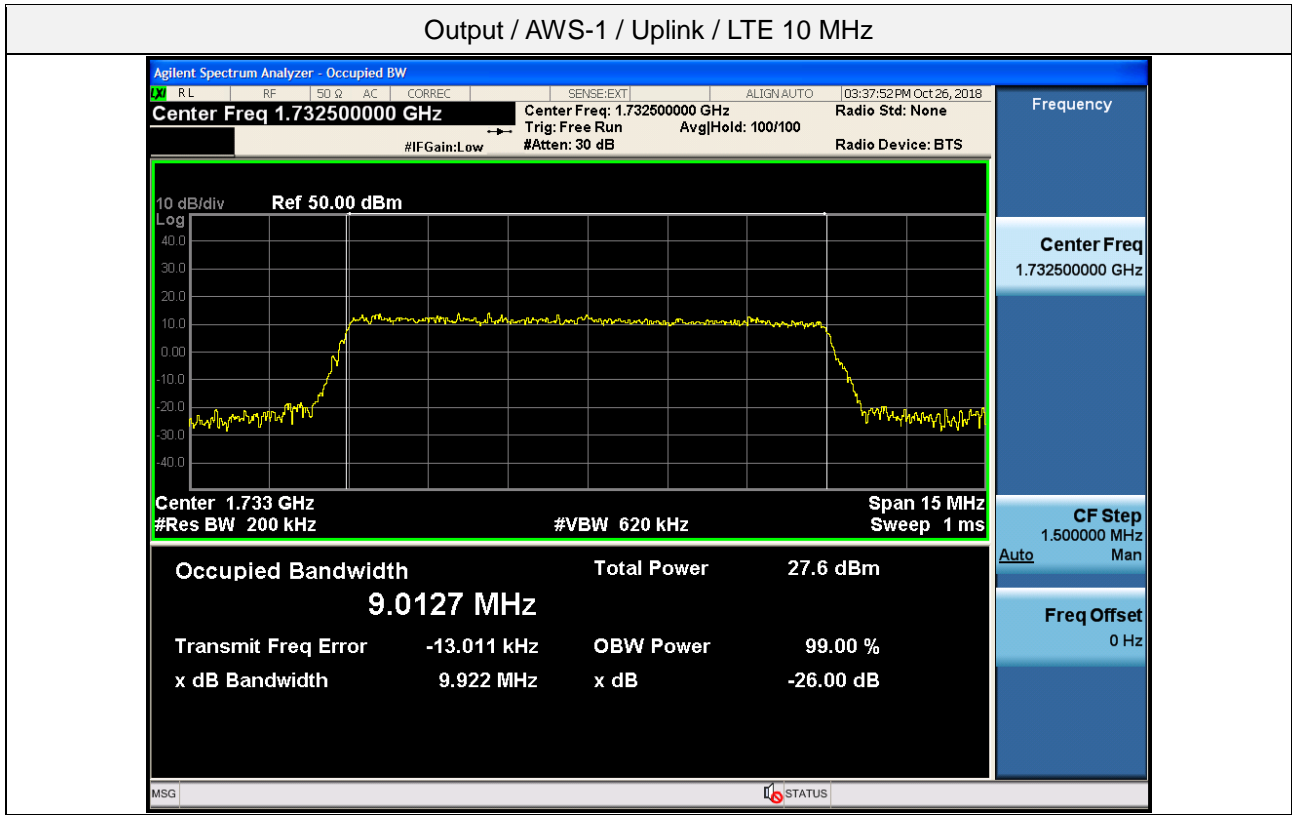 Output / AWS-1 / Uplink / LTE 10 MHz
Agilent Spectrum Analyzer - Occupied BW
LXI RL RF 50 Ω AC CORREC SENSE:EXT ALIGN AUTO 03:37:52 PM Oct 26, 2018
Center Freq 1.732500000 GHz
Center Freq: 1.732500000 GHz
Radio Std: None
Trig: Free Run Avg|Hold: 100/100
#IFGain:Low
#Atten: 30 dB
Radio Device: BTS
Frequency
10 dB/div Ref 50.00 dBm
Log
40.0
30.0
20.0
10.0
0.00
-10.0
-20.0
-30.0
-40.0
Center 1.733 GHz Span 15 MHz
#Res BW 200 kHz #VBW 620 kHz Sweep 1 ms
Center Freq
1.732500000 GHz
CF Step
1.500000 MHz
Auto Man
Freq Offset
0 Hz
Occupied Bandwidth Total Power 27.6 dBm
9.0127 MHz
Transmit Freq Error -13.011 kHz OBW Power 99.00 %
x dB Bandwidth 9.922 MHz x dB -26.00 dB
MSG STATUS